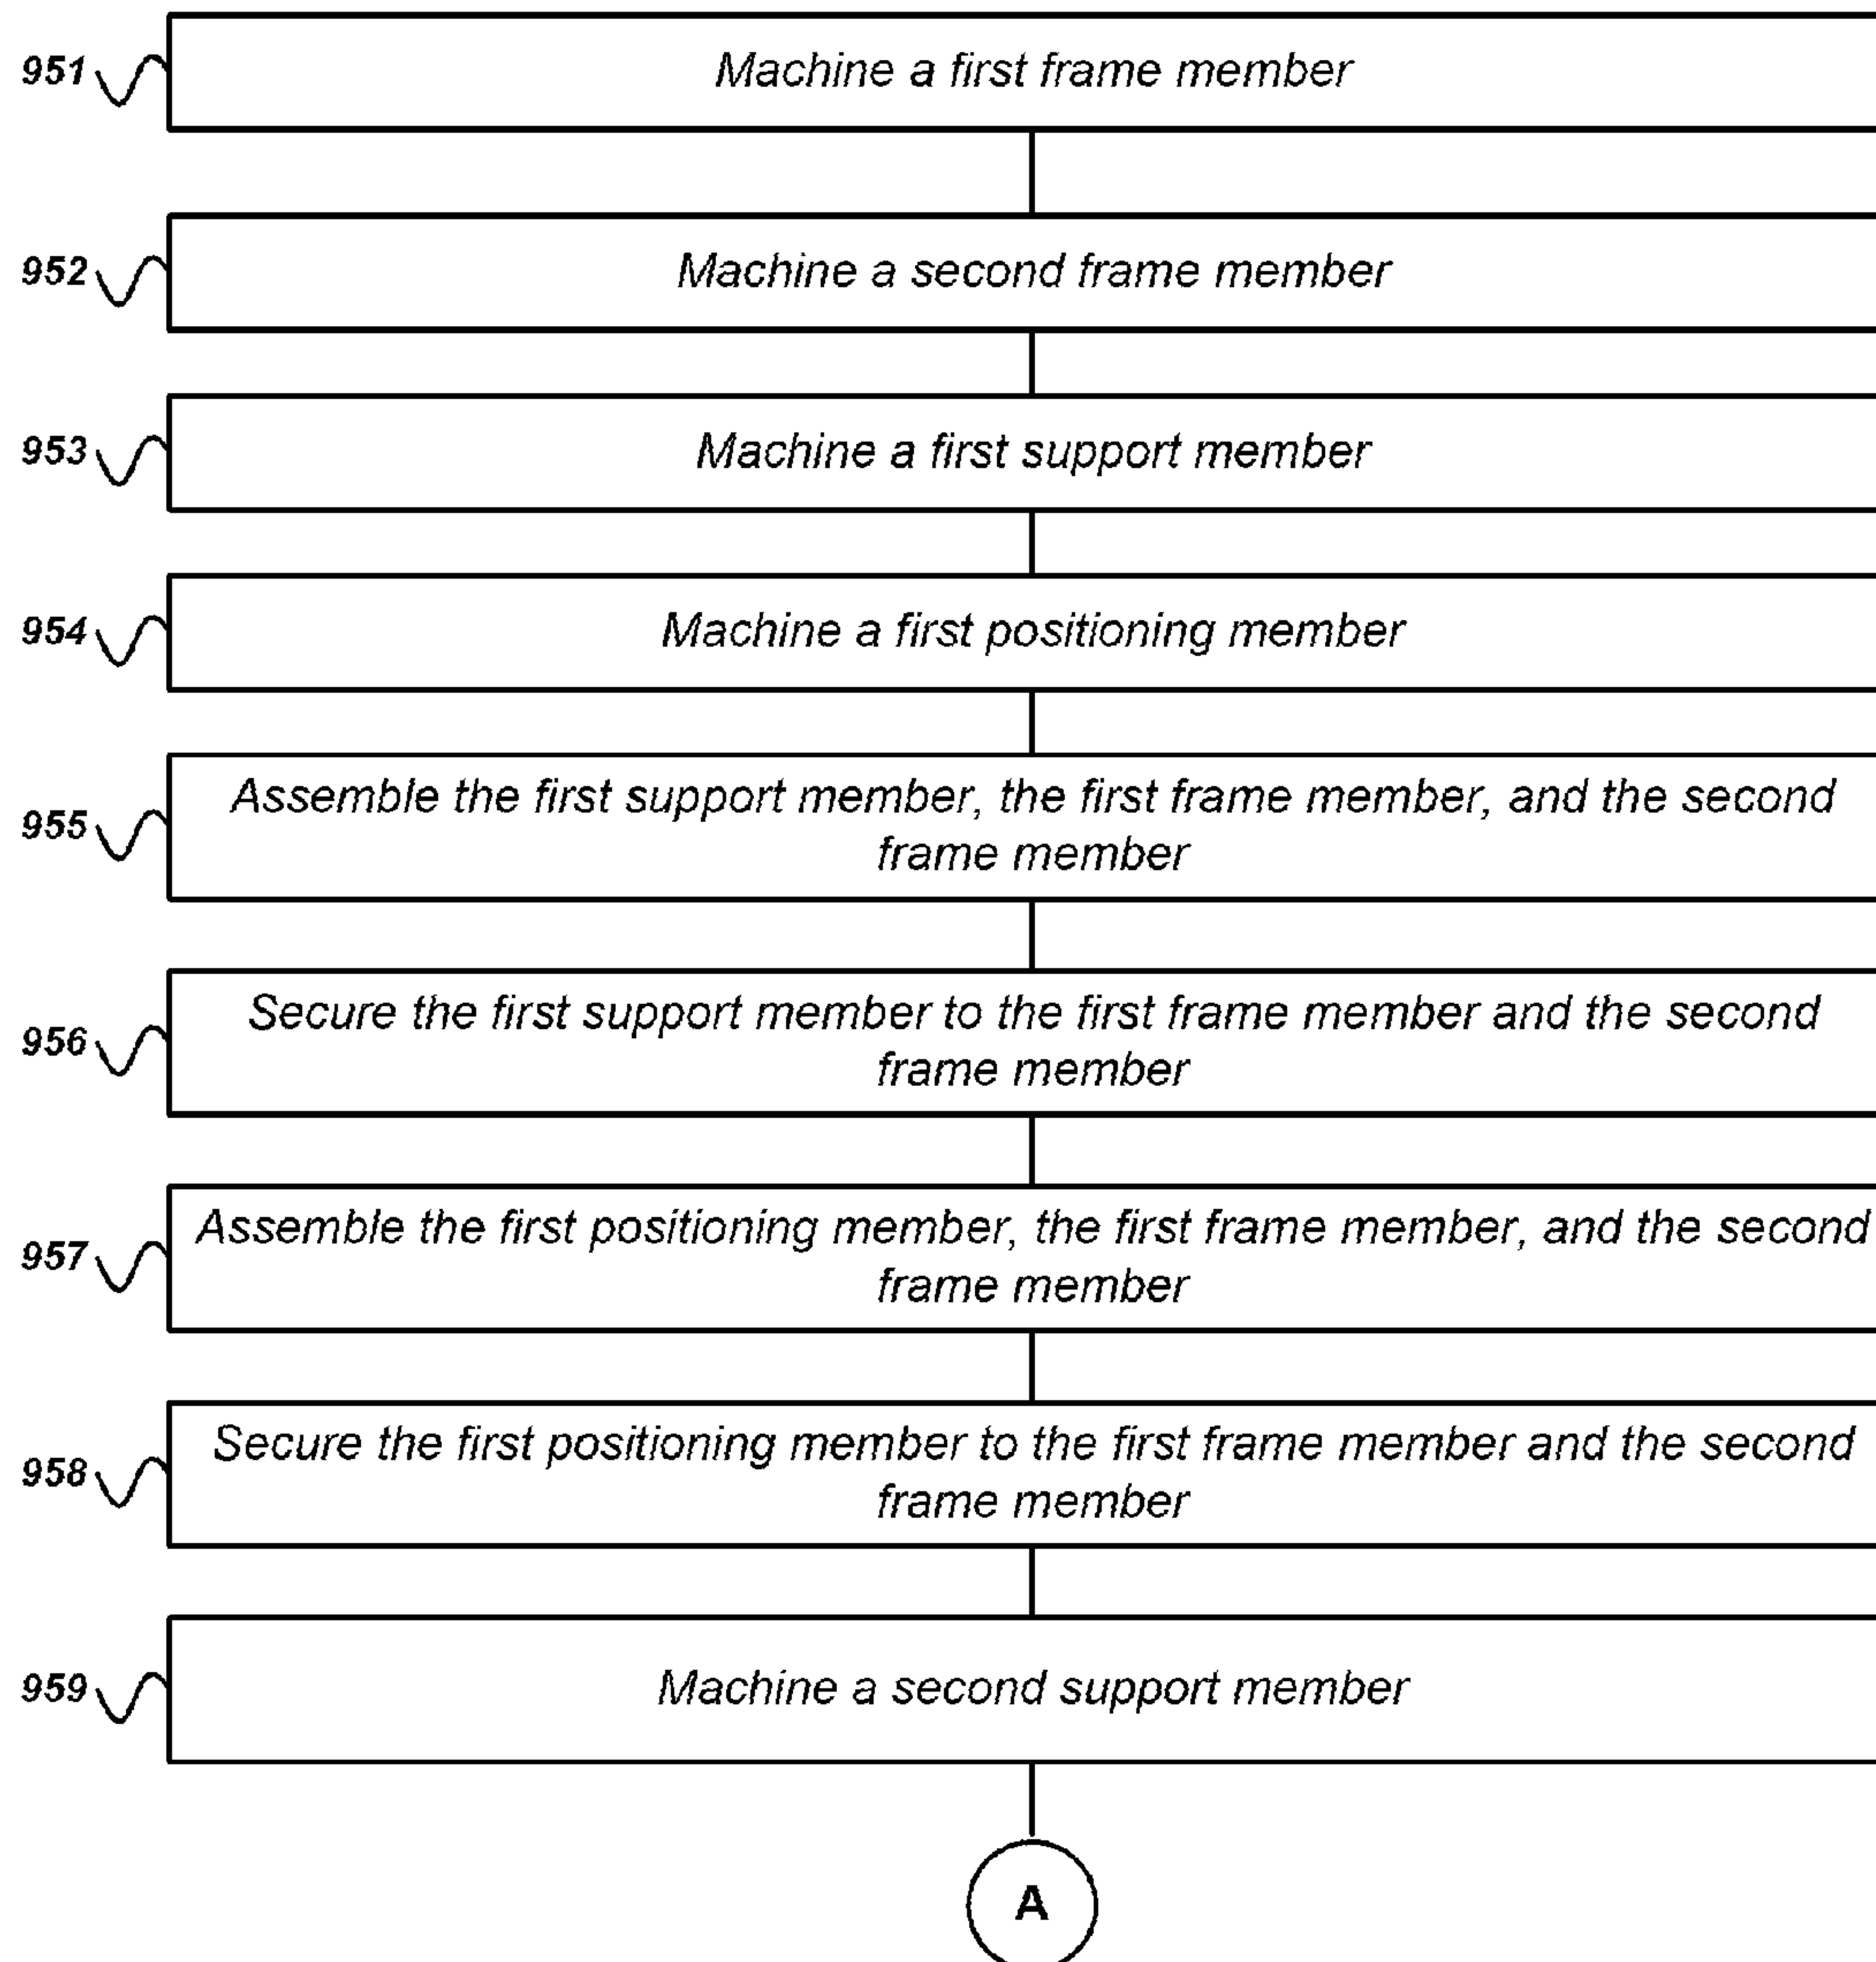 951
Machine a first frame member
952
Machine a second frame member
953
Machine a first support member
954
Machine a first positioning member
955
Assemble the first support member, the first frame member, and the second
frame member
956
Secure the first support member to the first frame member and the second
frame member
957
Assemble the first positioning member, the first frame member, and the second
frame member
958
Secure the first positioning member to the first frame member and the second
frame member
959
Machine a second support member
A